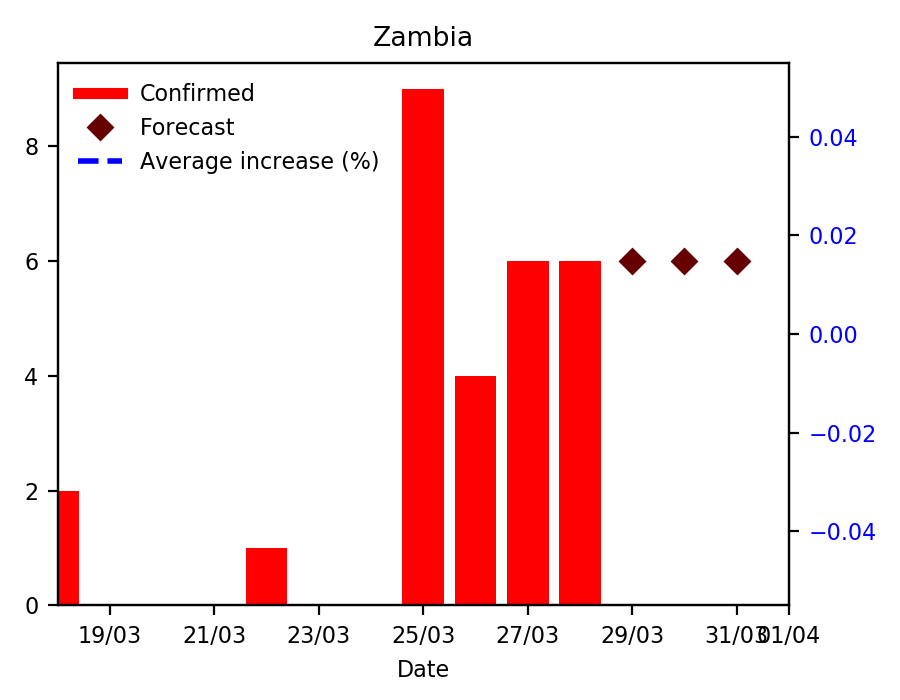 Zambia
Confirmed
Forecast
Average increase (%)
8
6
4
2
0
0.04
0.02
0.00
−0.02
−0.04
19/03 21/03 23/03 25/03 27/03 29/03 31/03 01/04
Date